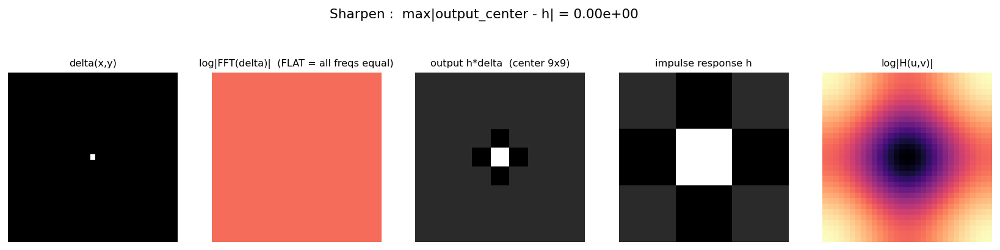 Sharpen :  max|output_center - h| = 0.00e+00
delta(x,y)
log|FFT(delta)|  (FLAT = all freqs equal)
output h*delta  (center 9x9)
impulse response h
log|H(u,v)|